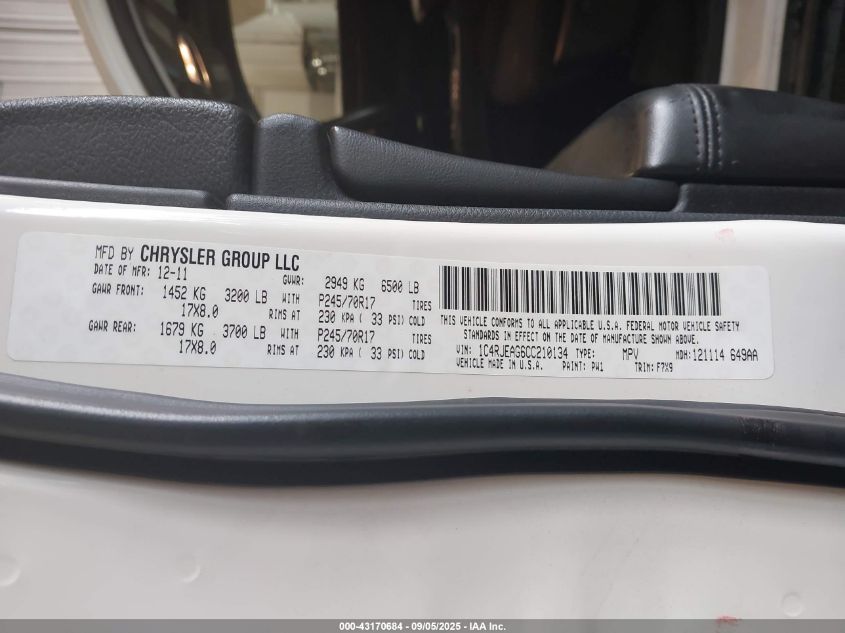 MFD BY CHRYSLER GROUP LLC
DATE OF MFR: 12-11 GVWR: 2949 KG 6500 LB
GAWR FRONT: 1452 KG 3200 LB WITH P245/70R17 TIRES
17X8.0 RIMS AT 230 KPA ( 33 PSI) COLD
GAWR REAR: 1679 KG 3700 LB WITH P245/70R17 TIRES
17X8.0 RIMS AT 230 KPA ( 33 PSI) COLD
THIS VEHICLE CONFORMS TO ALL APPLICABLE U.S.A. FEDERAL MOTOR VEHICLE SAFETY
STANDARDS IN EFFECT ON THE DATE OF MANUFACTURE SHOWN ABOVE.
VIN: 1C4RJEAG6CC210134 TYPE: MPV MDH: 121114 649AA
VEHICLE MADE IN U.S.A. PAINT: PW1 TRIM: F7X9
000-43170684 - 09/05/2025 - IAA Inc.